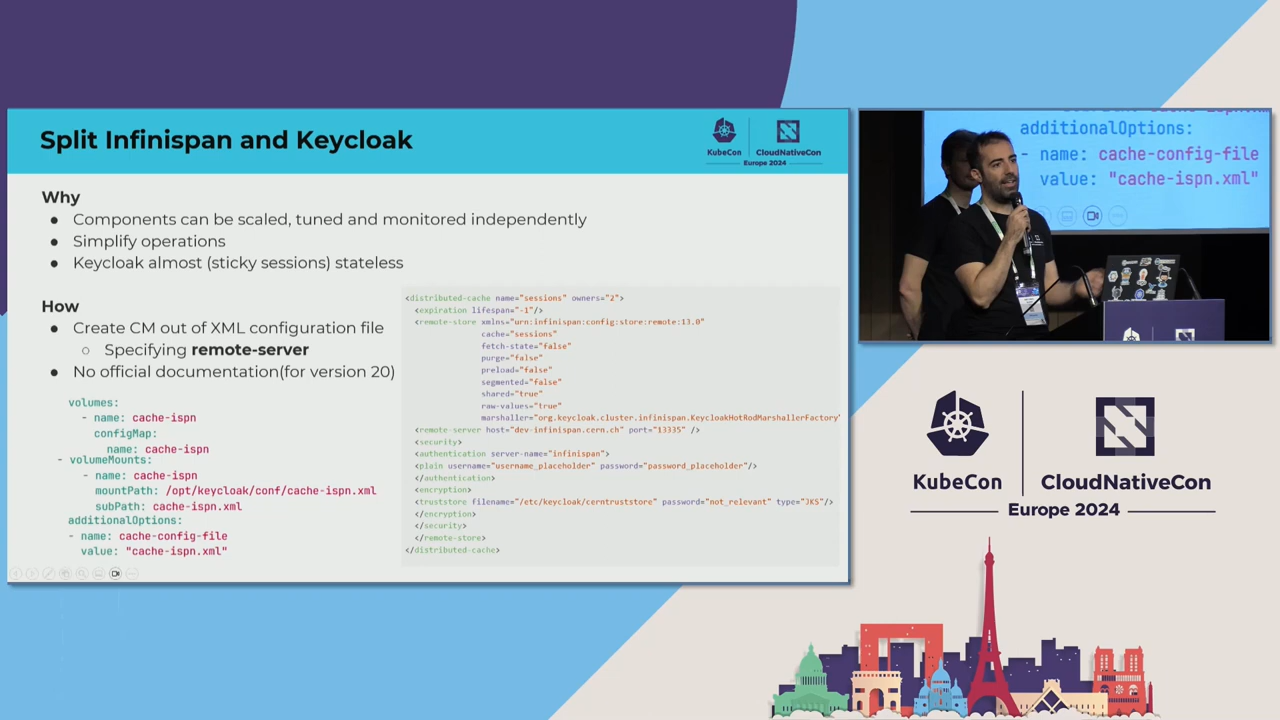 Split Infinispan and Keycloak
KubeCon
CloudNativeCon
Europe 2024
Why
● Components can be scaled, tuned and monitored independently
● Simplify operations
● Keycloak almost (sticky sessions) stateless
How
● Create CM out of XML configuration file
○ Specifying remote-server
● No official documentation(for version 20)
volumes:
- name: cache-ispn
configMap:
name: cache-ispn
- volumeMounts:
- name: cache-ispn
mountPath: /opt/keycloak/conf/cache-ispn.xml
subPath: cache-ispn.xml
additionalOptions:
- name: cache-config-file
value: "cache-ispn.xml"
<distributed-cache name="sessions" owners="2">
<expiration lifespan="-1"/>
<remote-store xmlns="urn:infinispan:config:store:remote:13.0"
cache="sessions"
fetch-state="false"
purge="false"
preload="false"
segmented="false"
shared="true"
raw-values="true"
marshaller="org.keycloak.cluster.infinispan.KeycloakHotRodMarshallerFactory"
<remote-server host="dev-infinispan.cern.ch" port="13335" />
<security>
<authentication server-name="infinispan">
<plain username="username_placeholder" password="password_placeholder"/>
</authentication>
<encryption>
<truststore filename="/etc/keycloak/cerntruststore" password="not_relevant" type="JKS"/>
</encryption>
</security>
</remote-store>
</distributed-cache>
additionalOptions:
- name: cache-config-file
value: "cache-ispn.xml"
KubeCon
CloudNativeCon
Europe 2024